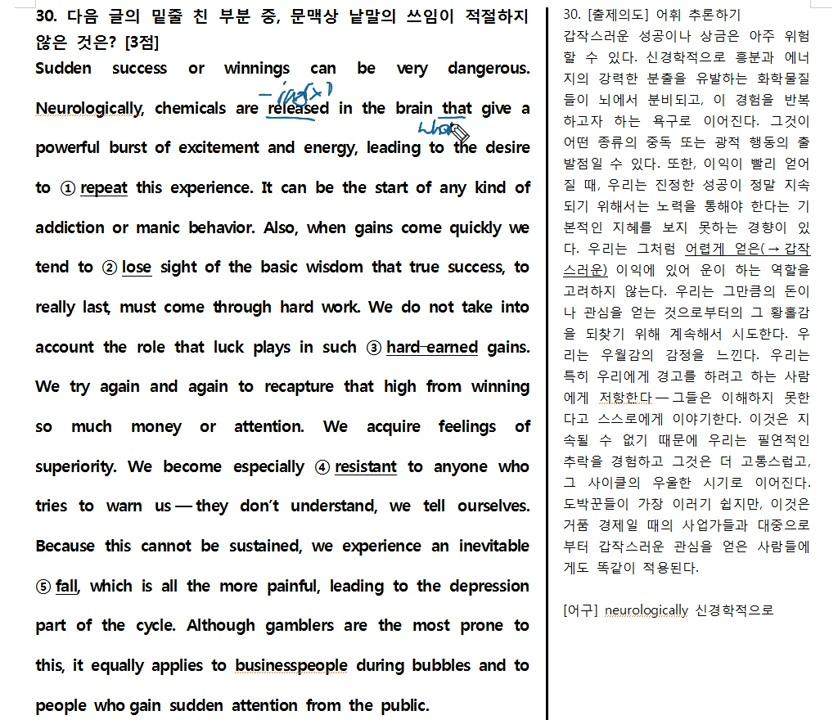 30. 다음 글의 밑줄 친 부분 중, 문맥상 낱말의 쓰임이 적절하지
않은 것은? [3점]
Sudden success or winnings can be very dangerous.
-ing(x)
Neurologically, chemicals are released in the brain that give a
powerful burst of excitement and energy, leading to the desire
to ① repeat this experience. It can be the start of any kind of
addiction or manic behavior. Also, when gains come quickly we
tend to ② lose sight of the basic wisdom that true success, to
really last, must come through hard work. We do not take into
account the role that luck plays in such ③ hard-earned gains.
We try again and again to recapture that high from winning
so much money or attention. We acquire feelings of
superiority. We become especially ④ resistant to anyone who
tries to warn us — they don't understand, we tell ourselves.
Because this cannot be sustained, we experience an inevitable
⑤ fall, which is all the more painful, leading to the depression
part of the cycle. Although gamblers are the most prone to
this, it equally applies to businesspeople during bubbles and to
people who gain sudden attention from the public.
30. [출제의도] 어휘 추론하기
갑작스러운 성공이나 상금은 아주 위험
할 수 있다. 신경학적으로 흥분과 에너
지의 강력한 분출을 유발하는 화학물질
들이 뇌에서 분비되고, 이 경험을 반복
하고자 하는 욕구로 이어진다. 그것이
어떤 종류의 중독 또는 광적 행동의 출
발점일 수 있다. 또한, 이익이 빨리 얻어
질 때, 우리는 진정한 성공이 정말 지속
되기 위해서는 노력을 통해야 한다는 기
본적인 지혜를 보지 못하는 경향이 있
다. 우리는 그처럼 어렵게 얻은(→ 갑작
스러운) 이익에 있어 운이 하는 역할을
고려하지 않는다. 우리는 그만큼의 돈이
나 관심을 얻는 것으로부터의 그 황홀감
을 되찾기 위해 계속해서 시도한다. 우
리는 우월감의 감정을 느낀다. 우리는
특히 우리에게 경고를 하려고 하는 사람
에게 저항한다 — 그들은 이해하지 못한
다고 스스로에게 이야기한다. 이것은 지
속될 수 없기 때문에 우리는 필연적인
추락을 경험하고 그것은 더 고통스럽고,
그 사이클의 우울한 시기로 이어진다.
도박꾼들이 가장 이러기 쉽지만, 이것은
거품 경제일 때의 사업가들과 대중으로
부터 갑작스러운 관심을 얻은 사람들에
게도 똑같이 적용된다.
[어구] neurologically 신경학적으로